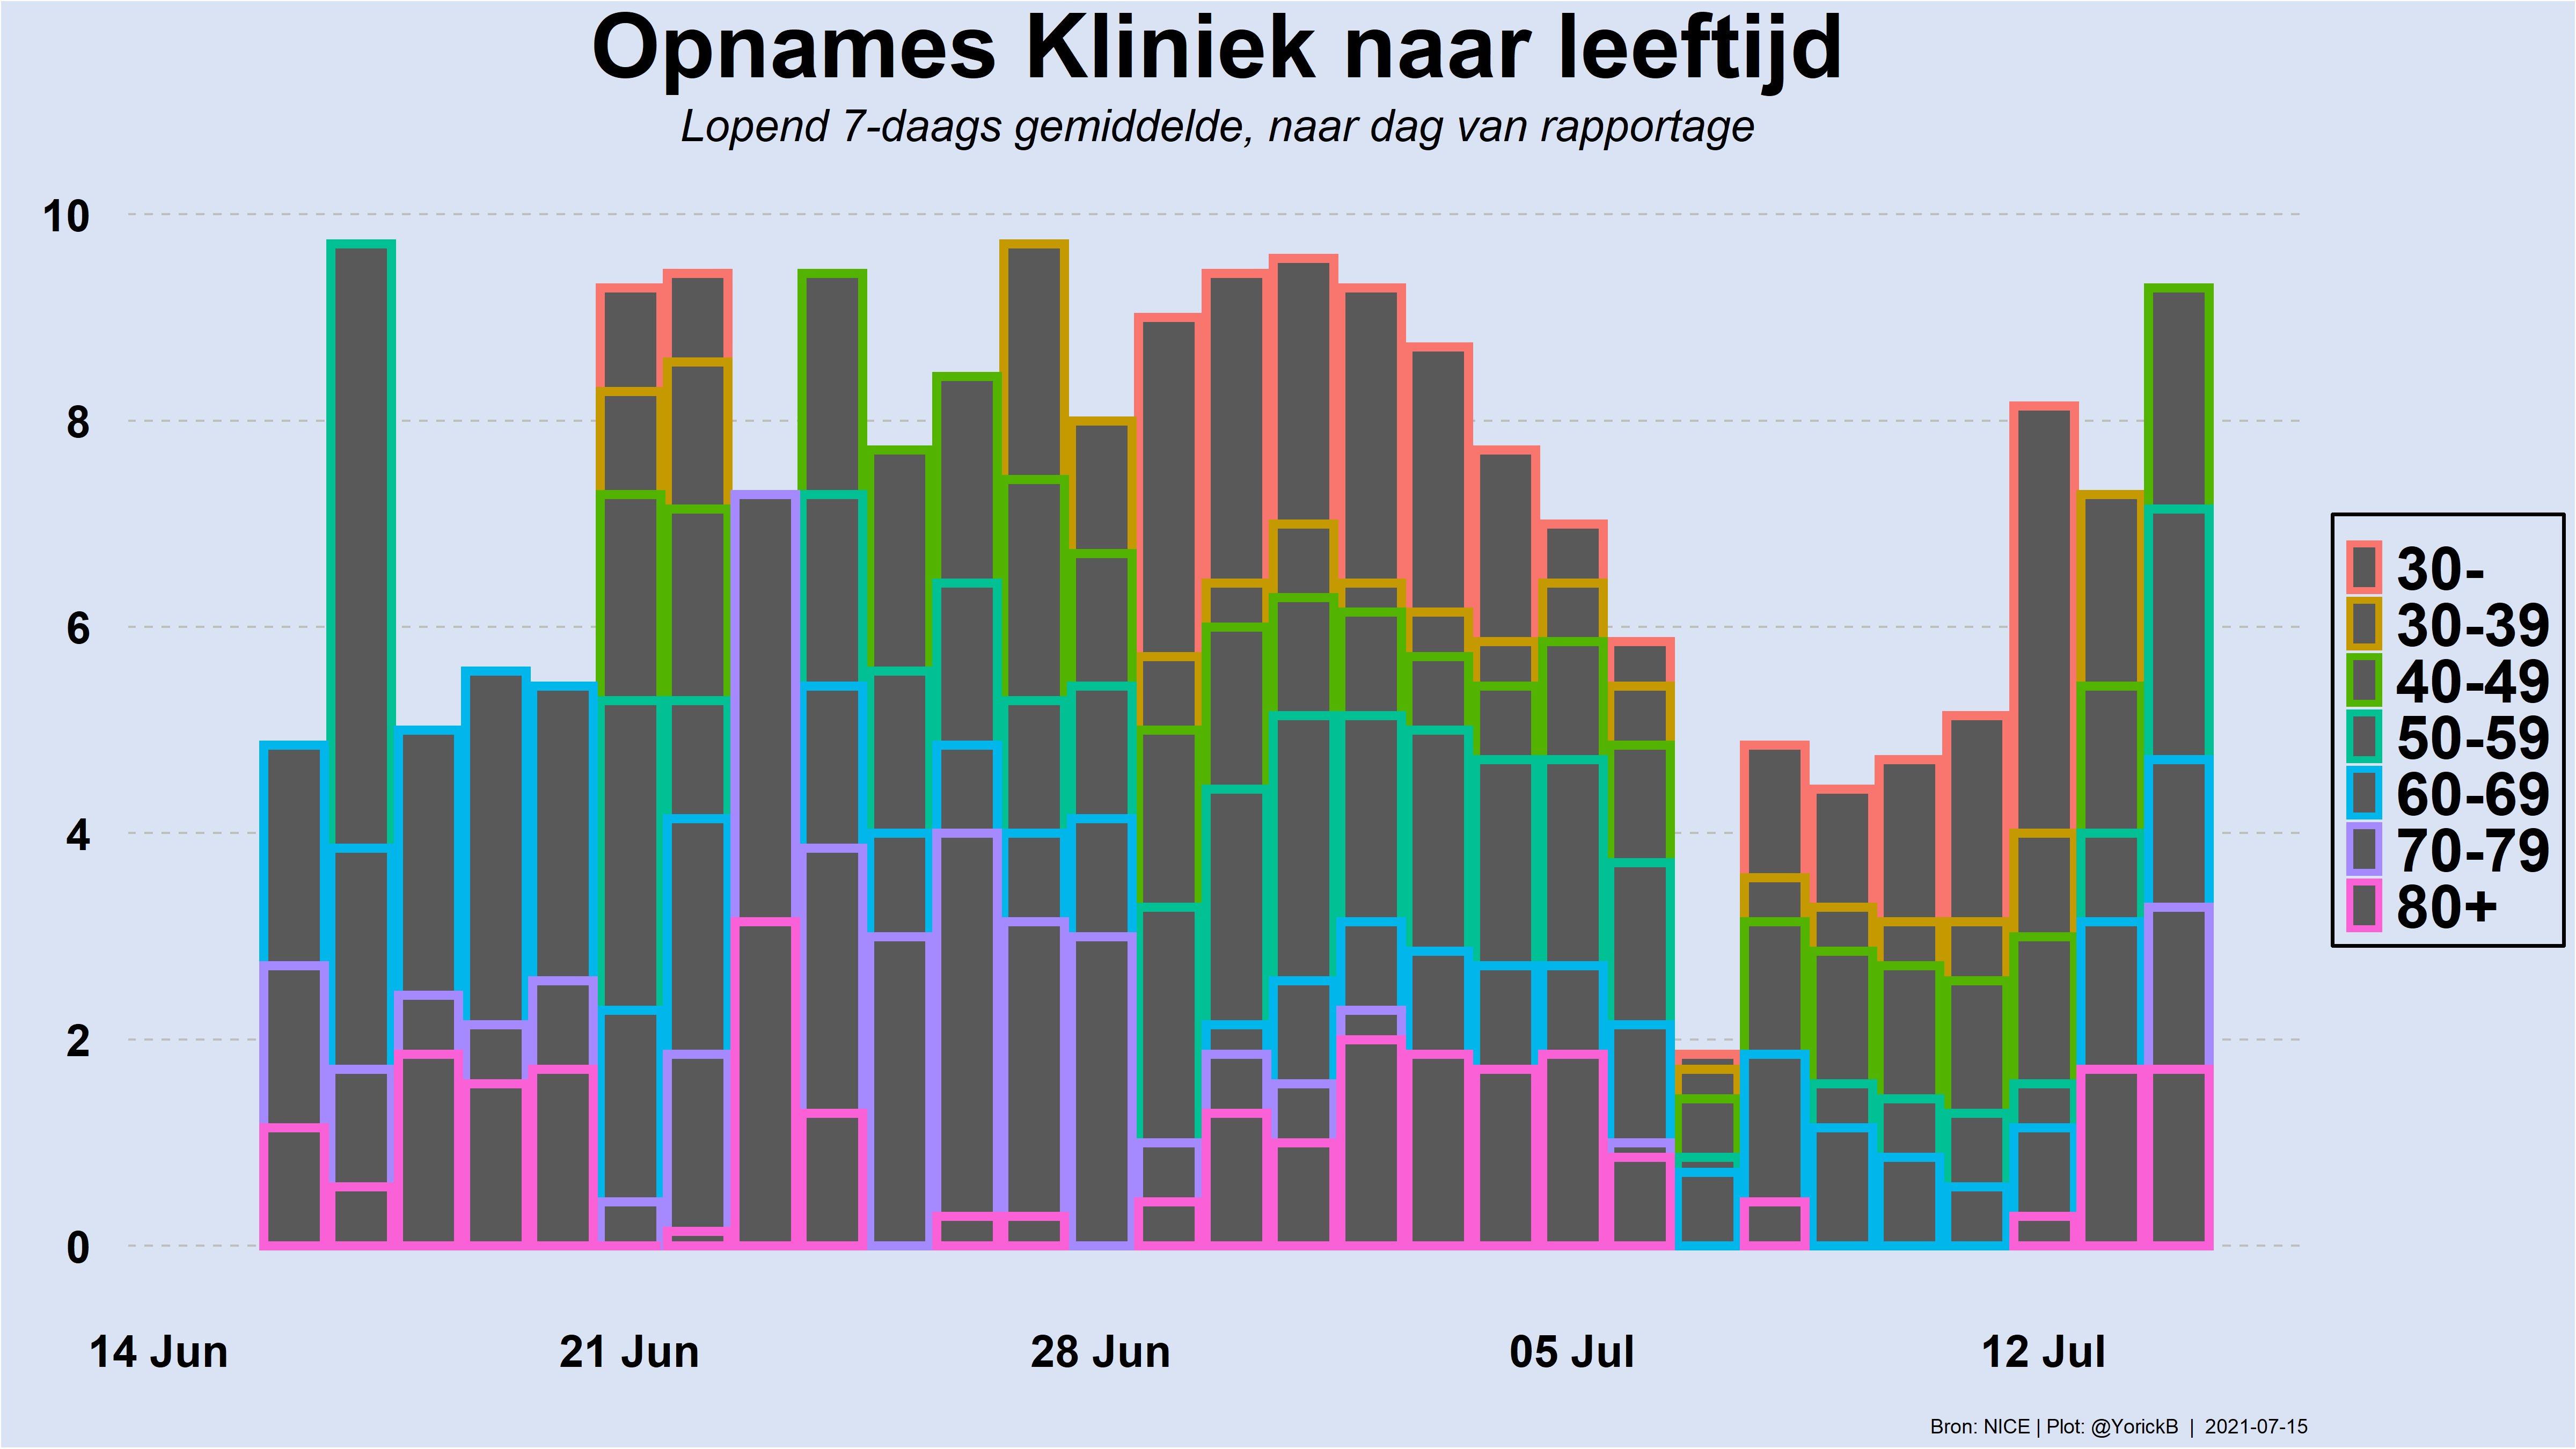 Opnames Kliniek naar leeftijd
Lopend 7-daags gemiddelde, naar dag van rapportage
10
8
6
4
2
0
14 Jun
21 Jun
28 Jun
05 Jul
12 Jul
30-
30-39
40-49
50-59
60-69
70-79
80+
Bron: NICE | Plot: @YorickB | 2021-07-15